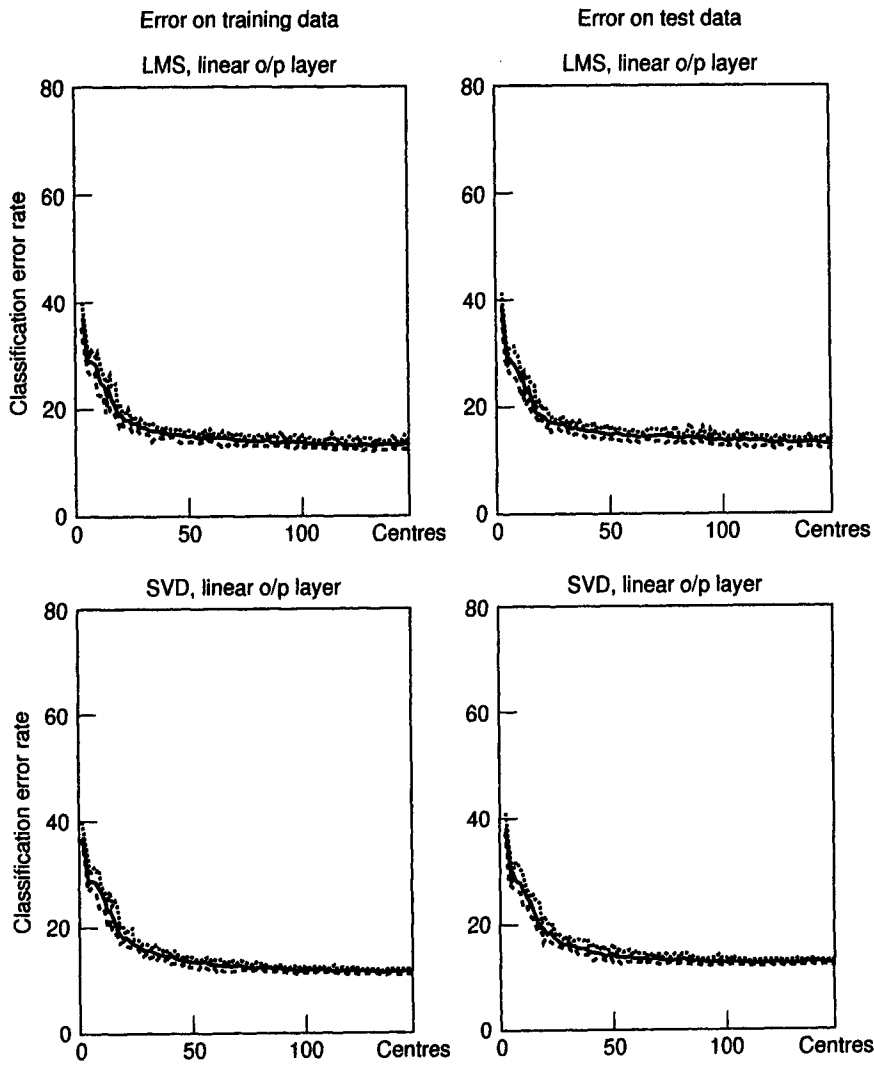 Error on training data
Error on test data
LMS, linear o/p layer
LMS, linear o/p layer
80
60
40
20
0
Classification error rate
0 50 100 Centres
80
60
40
20
0
0 50 100 Centres
SVD, linear o/p layer
SVD, linear o/p layer
80
60
40
20
0
Classification error rate
0 50 100 Centres
80
60
40
20
0
0 50 100 Centres